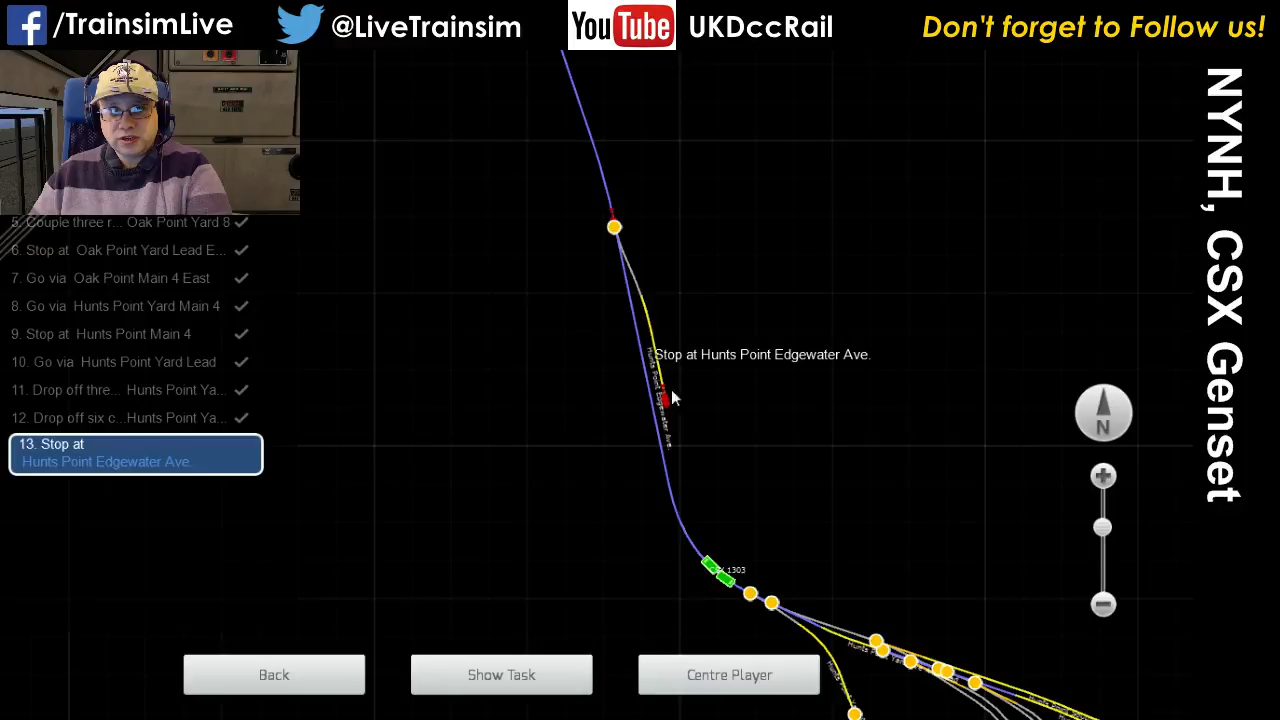 /TrainsimLive
@LiveTrainsim
YouTube
UKDccRail
Don't forget to Follow us!
NYNH, CSX Genset
5. Couple three r... Oak Point Yard 8
6. Stop at Oak Point Yard Lead E...
7. Go via Oak Point Main 4 East
8. Go via Hunts Point Yard Main 4
9. Stop at Hunts Point Main 4
10. Go via Hunts Point Yard Lead
11. Drop off thre... Hunts Point Ya...
12. Drop off six c... Hunts Point Ya...
13. Stop at
Hunts Point Edgewater Ave.
Stop at Hunts Point Edgewater Ave.
Hunts Point Edgewater Ave.
1303
N
Back
Show Task
Centre Player